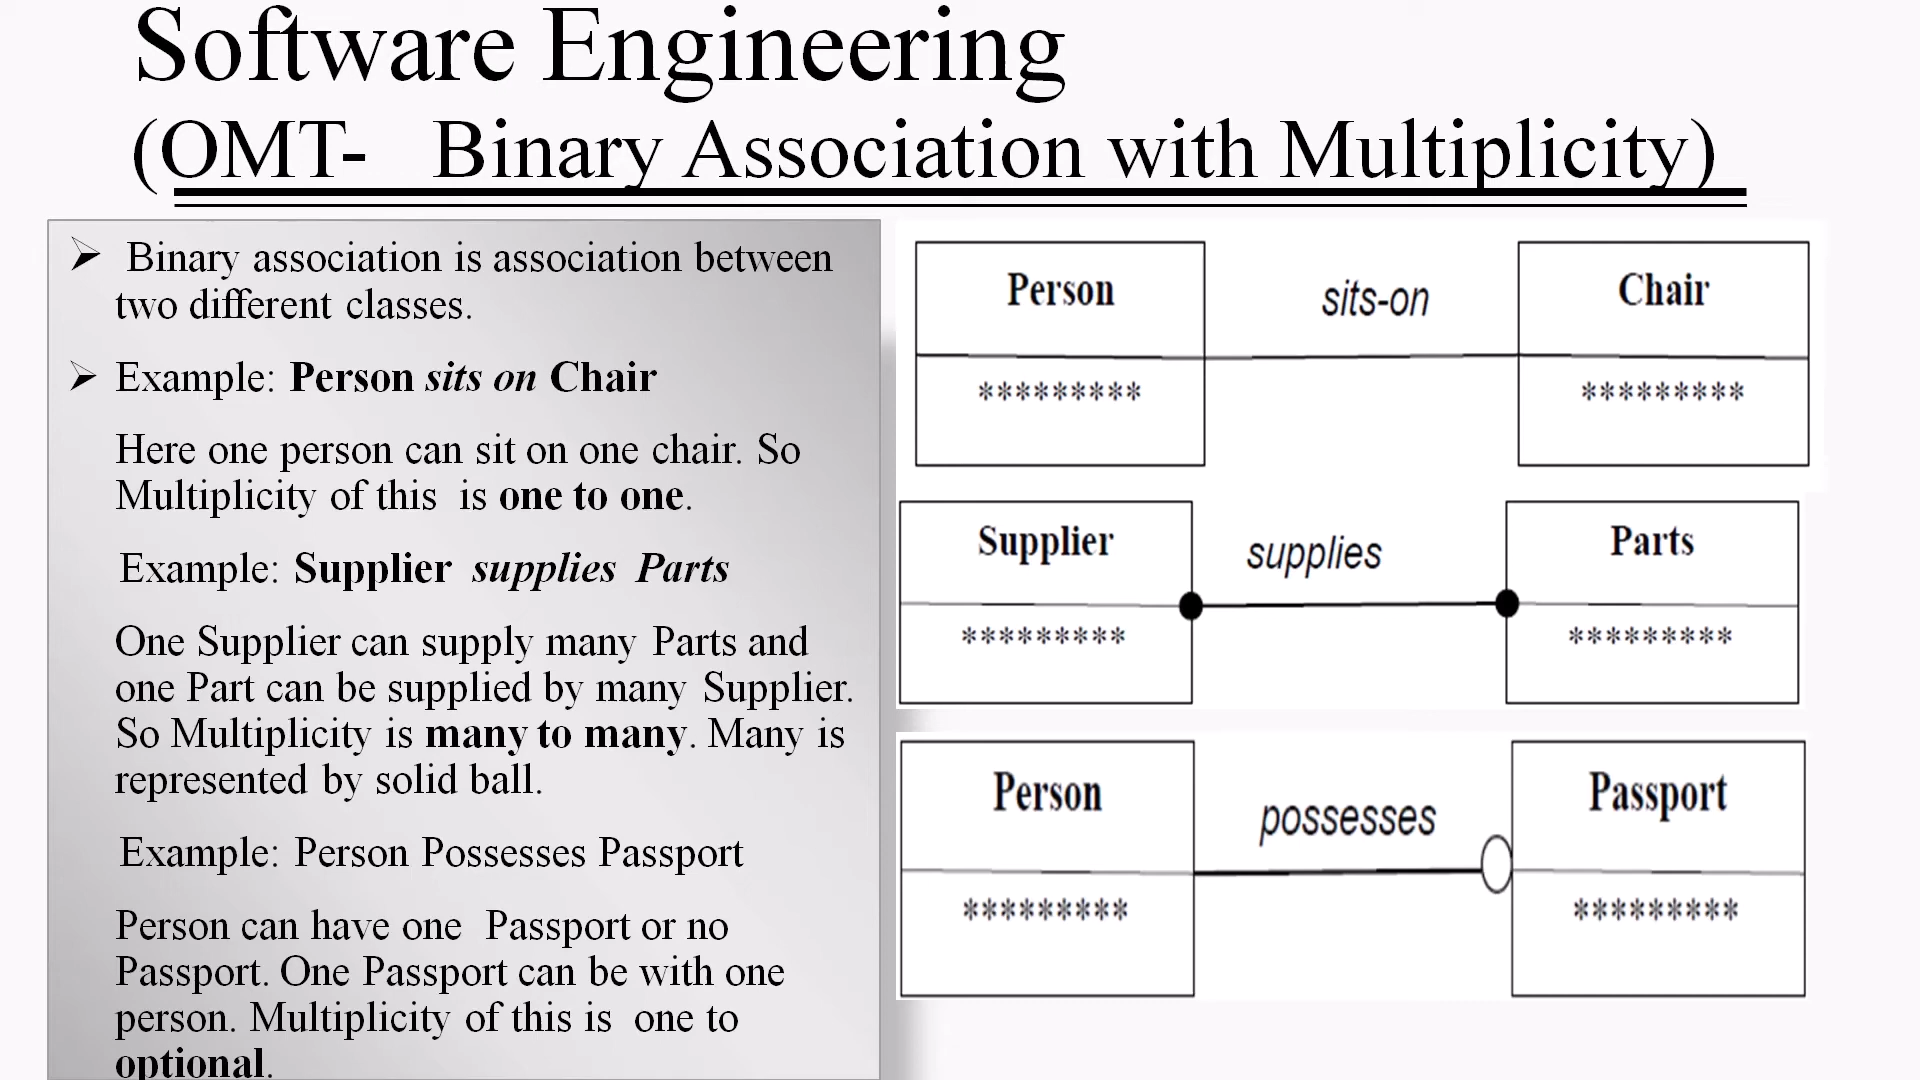 Software Engineering
(OMT- Binary Association with Multiplicity)
➢ Binary association is association between
two different classes.
➢ Example: Person sits on Chair
Here one person can sit on one chair. So
Multiplicity of this is one to one.
Example: Supplier supplies Parts
One Supplier can supply many Parts and
one Part can be supplied by many Supplier.
So Multiplicity is many to many. Many is
represented by solid ball.
Example: Person Possesses Passport
Person can have one Passport or no
Passport. One Passport can be with one
person. Multiplicity of this is one to
optional.
Person
sits-on
Chair
*********
*********
Supplier
supplies
Parts
*********
*********
Person
possesses
Passport
*********
*********